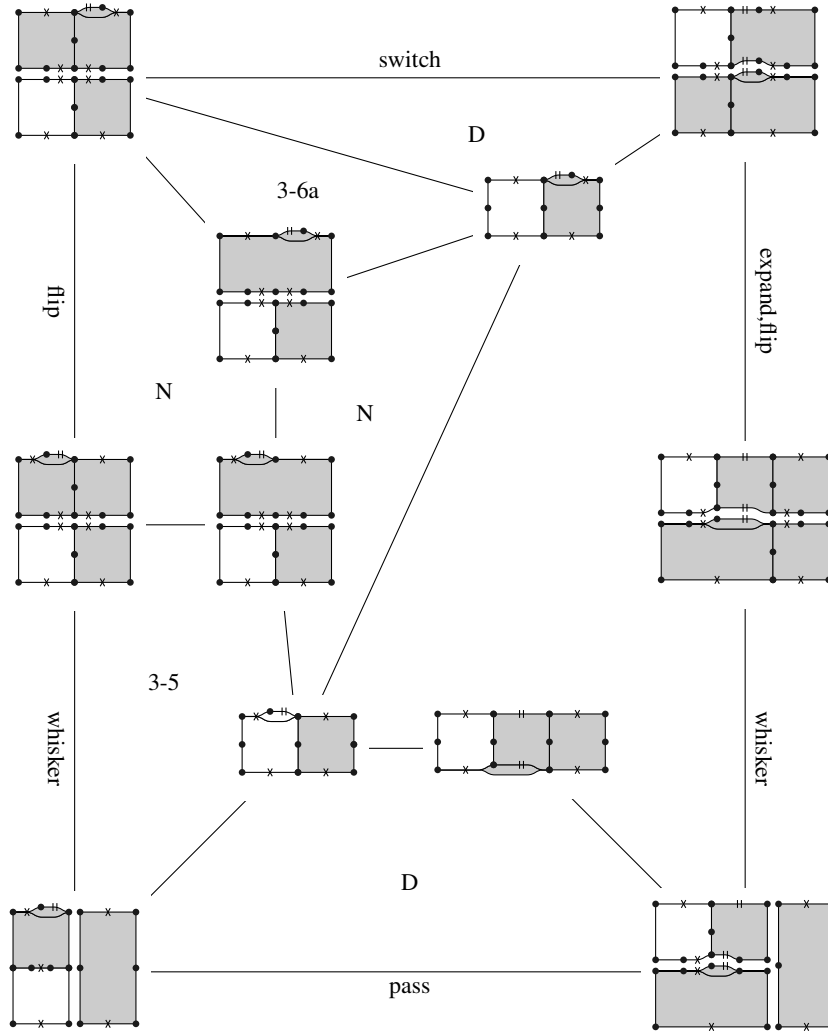 switch
D
3-6a
flip
expand,flip
N
N
3-5
whisker
whisker
D
pass